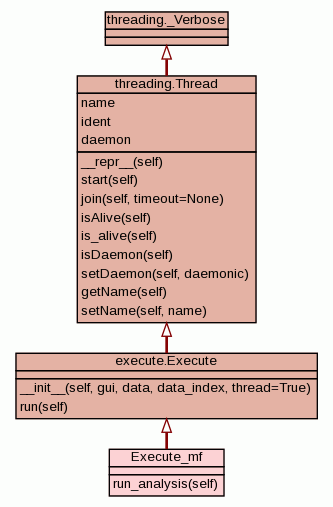 threading._Verbose
threading.Thread
name
ident
daemon
__repr__(self)
start(self)
join(self, timeout=None)
isAlive(self)
is_alive(self)
isDaemon(self)
setDaemon(self, daemonic)
getName(self)
setName(self, name)
execute.Execute
__init__(self, gui, data, data_index, thread=True)
run(self)
Execute_mf
run_analysis(self)